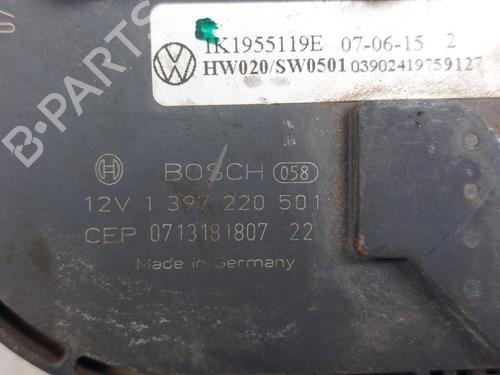 1K1955119E 07-06-15 2
HW020/SW0501 03902419759127
BOSCH 058
12V 1 397 220 501
CEP 0713181807 22
Made in Germany
07
B-PARTS